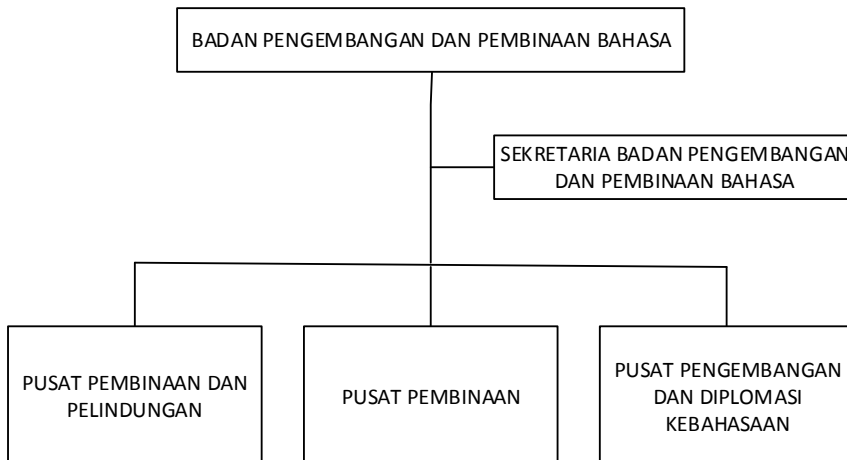 BADAN PENGEMBANGAN DAN PEMBINAAN BAHASA
SEKRETARIA BADAN PENGEMBANGAN
DAN PEMBINAAN BAHASA
PUSAT PEMBINAAN DAN
PELINDUNGAN
PUSAT PEMBINAAN
PUSAT PENGEMBANGAN
DAN DIPLOMASI
KEBAHASAAN